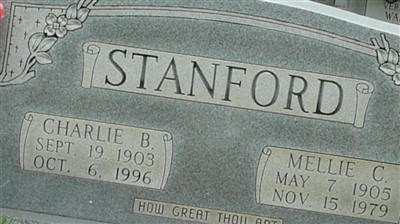 STANFORD
CHARLIE B.
SEPT 19 1903
OCT. 6, 1996
MELLIE C.
MAY 7 1905
NOV. 15 1979
HOW GREAT THOU ART